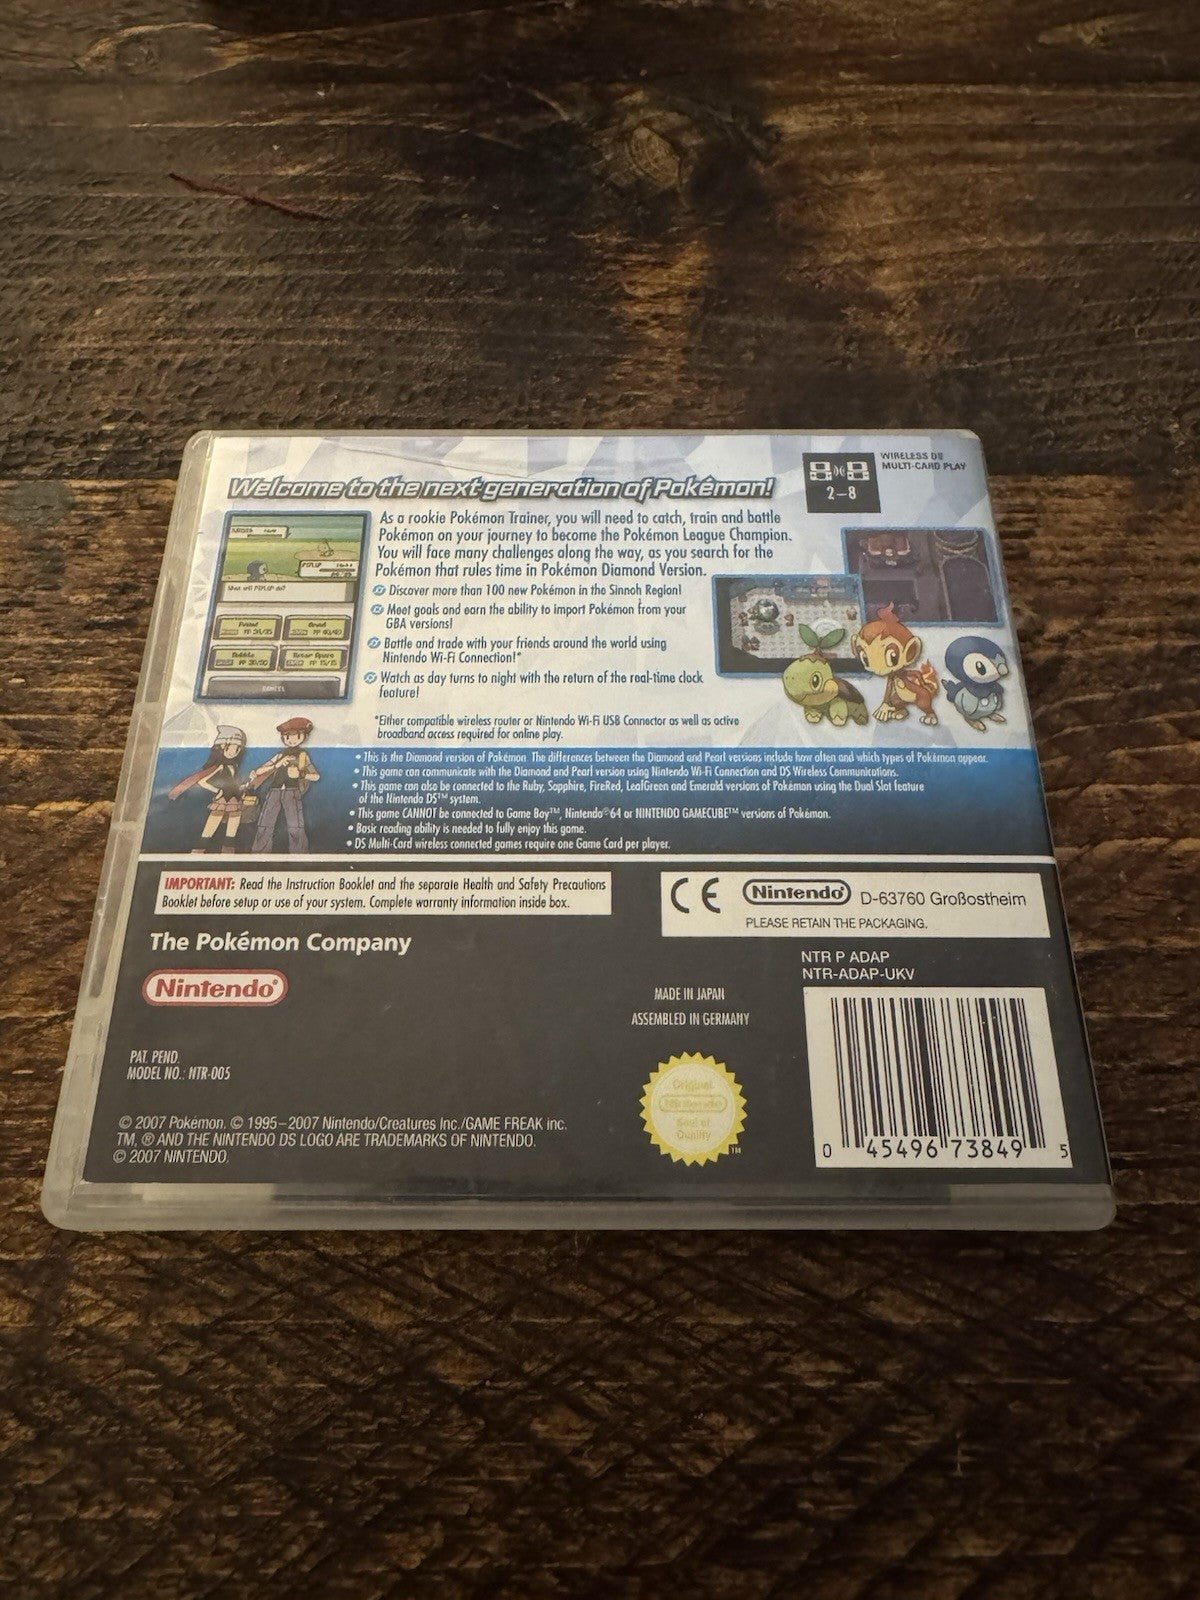 WIRELESS DS
MULTI-CARD PLAY
2–8
Welcome to the next generation of Pokémon!
As a rookie Pokémon Trainer, you will need to catch, train and battle
Pokémon on your journey to become the Pokémon League Champion.
You will face many challenges along the way, as you search for the
Pokémon that rules time in Pokémon Diamond Version.
Discover more than 100 new Pokémon in the Sinnoh Region!
Meet goals and earn the ability to import Pokémon from your
GBA versions!
Battle and trade with your friends around the world using
Nintendo Wi-Fi Connection!*
Watch as day turns to night with the return of the real-time clock
feature!
*Either compatible wireless router or Nintendo Wi-Fi USB Connector as well as active
broadband access required for online play.
What will PIPLUP do?
Pound
Growl
Bubble
Water Sport
CANCEL
• This is the Diamond version of Pokémon. The differences between the Diamond and Pearl versions include how often and which types of Pokémon appear.
• This game can communicate with the Diamond and Pearl version using Nintendo Wi-Fi Connection and DS Wireless Communications.
• This game can also be connected to the Ruby, Sapphire, FireRed, LeafGreen and Emerald versions of Pokémon using the Dual Slot feature
of the Nintendo DS™ system.
• This game CANNOT be connected to Game Boy™, Nintendo®64 or NINTENDO GAMECUBE™ versions of Pokémon.
• Basic reading ability is needed to fully enjoy this game.
• DS Multi-Card wireless connected games require one Game Card per player.
IMPORTANT: Read the Instruction Booklet and the separate Health and Safety Precautions
Booklet before setup or use of your system. Complete warranty information inside box.
CE Nintendo® D-63760 Großostheim
PLEASE RETAIN THE PACKAGING.
The Pokémon Company
Nintendo®
NTR P ADAP
NTR-ADAP-UKV
MADE IN JAPAN
ASSEMBLED IN GERMANY
PAT. PEND.
MODEL NO.: NTR-005
Original
Nintendo
Seal of
Quality
TM
© 2007 Pokémon. © 1995–2007 Nintendo/Creatures Inc./GAME FREAK inc.
TM, ® AND THE NINTENDO DS LOGO ARE TRADEMARKS OF NINTENDO.
© 2007 NINTENDO.
0 45496 73849 5